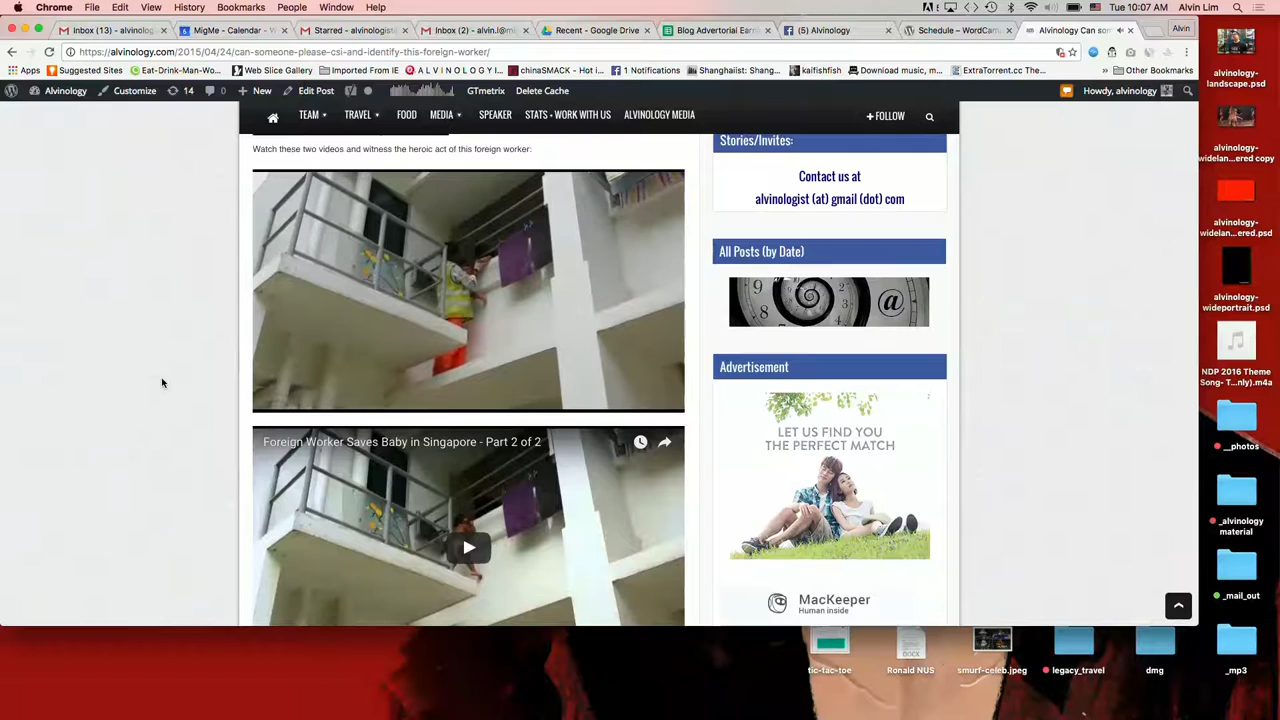 Chrome File Edit View History Bookmarks People Window Help
Tue 10:07 AM Alvin Lim
Inbox (13) - alvinolog
MigMe - Calendar - W
Starred - alvinologist
Inbox (2) - alvin.l@mi
Recent - Google Drive
Blog Advertorial Earni
(5) Alvinology
Schedule – WordCam
Alvinology Can som
Alvin
https://alvinology.com/2015/04/24/can-someone-please-csi-and-identify-this-foreign-worker/
Apps Suggested Sites Eat-Drink-Man-Wo... Web Slice Gallery Imported From IE A L V I N O L O G Y... chinaSMACK - Hot i... 1 Notifications Shanghaiist: Shang... kaifishfish Download music, m... ExtraTorrent.cc The... » Other Bookmarks
Alvinology Customize 14 0 + New Edit Post GTmetrix Delete Cache Howdy, alvinology
TEAM TRAVEL FOOD MEDIA SPEAKER STATS + WORK WITH US ALVINOLOGY MEDIA + FOLLOW
Watch these two videos and witness the heroic act of this foreign worker:
Foreign Worker Saves Baby in Singapore - Part 2 of 2
Stories/Invites:
Contact us at
alvinologist (at) gmail (dot) com
All Posts (by Date)
@
Advertisement
LET US FIND YOU
THE PERFECT MATCH
MacKeeper
Human inside
alvinology-
landscape.psd
alvinology-
widelan...ered copy
alvinology-
widelan...ered.psd
alvinology-
wideportrait.psd
NDP 2016 Theme
Song- T...nly).m4a
__photos
_alvinology
material
_mail_out
tic-tac-toe
Ronald NUS
smurf-celeb.jpeg
legacy_travel
dmg
_mp3